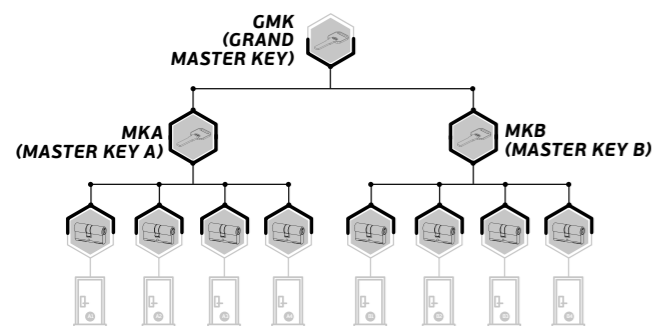 GMK
(GRAND
MASTER KEY)
MKA
(MASTER KEY A)
MKB
(MASTER KEY B)